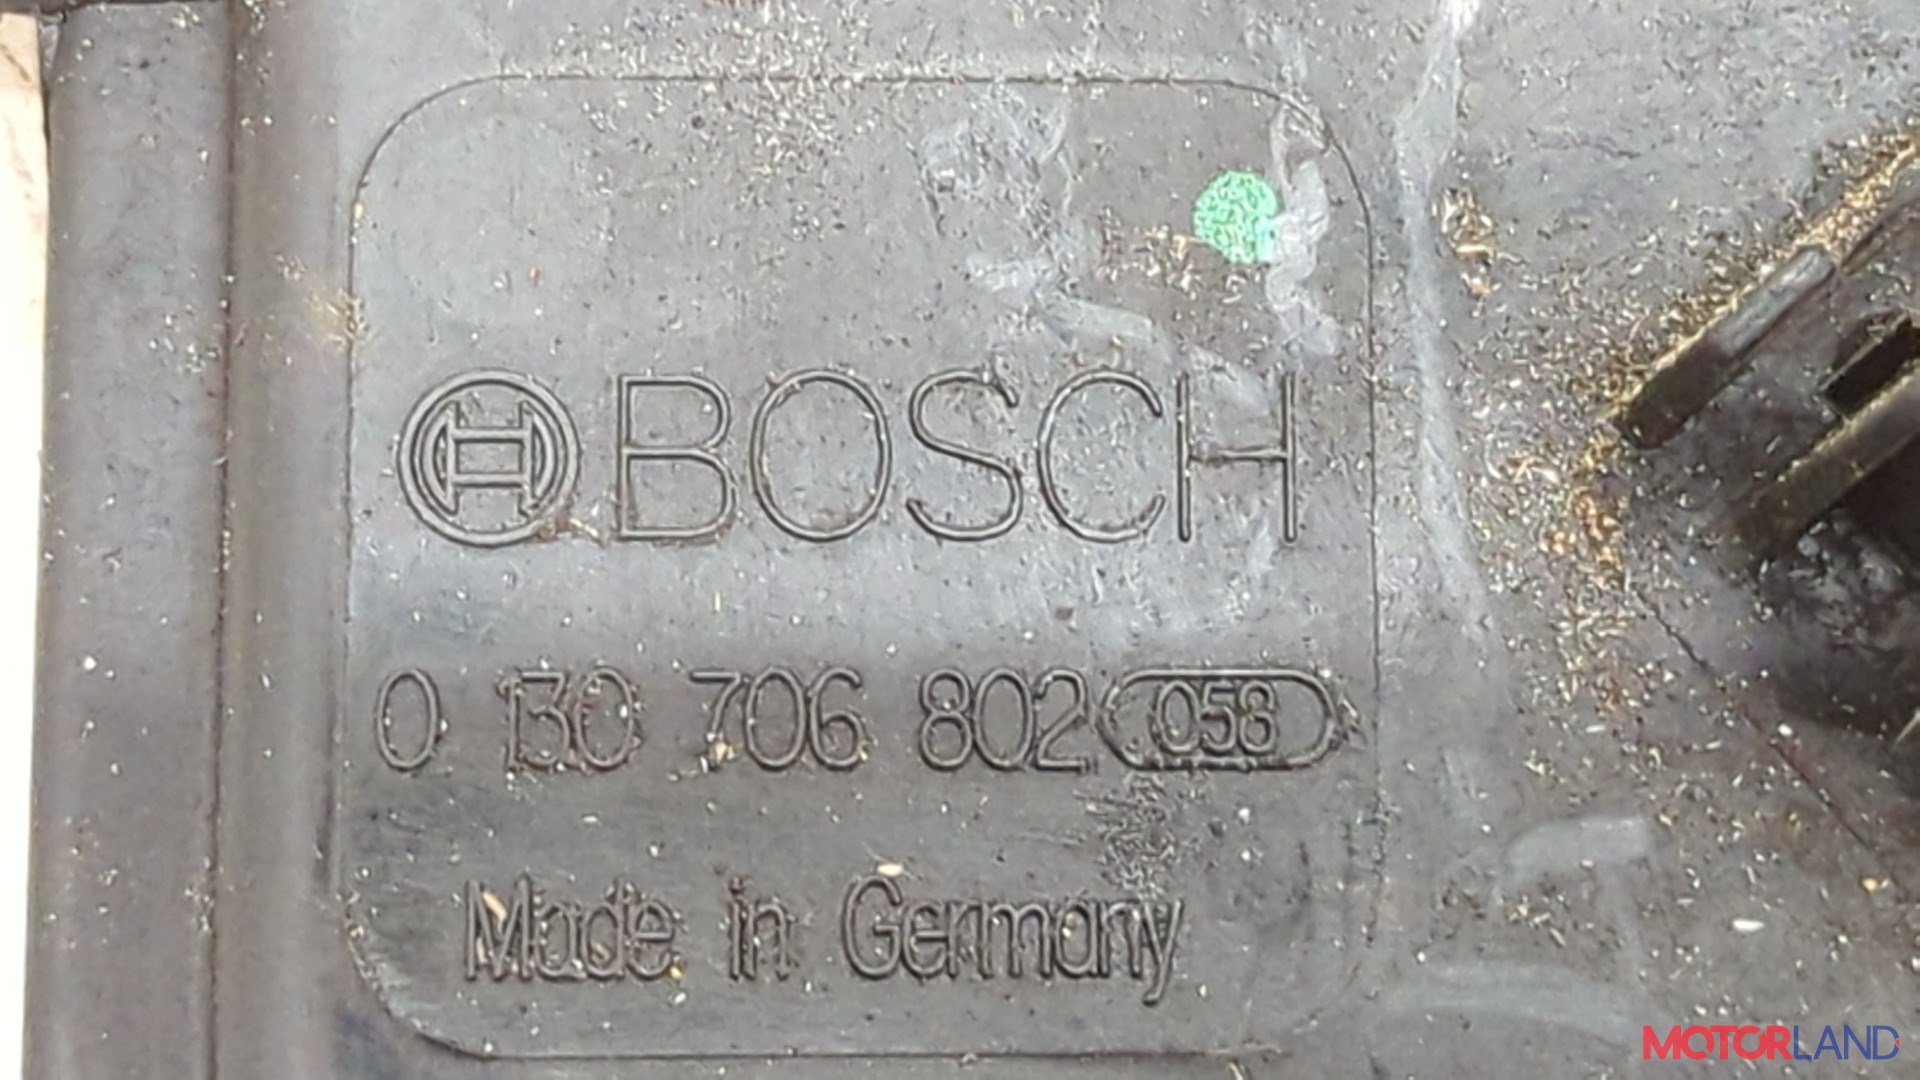 BOSCH
0 130 706 802 058
Made in Germany
MOTORLAND